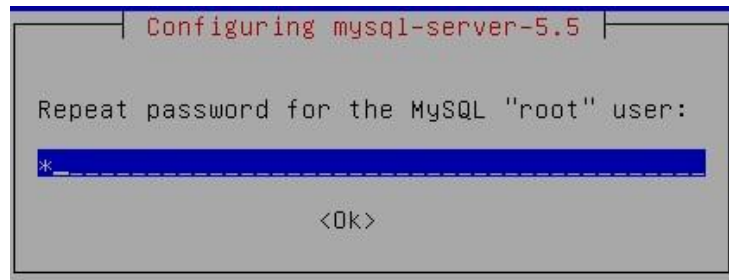 Configuring mysql-server-5.5
Repeat password for the MySQL "root" user:
*_
<Ok>